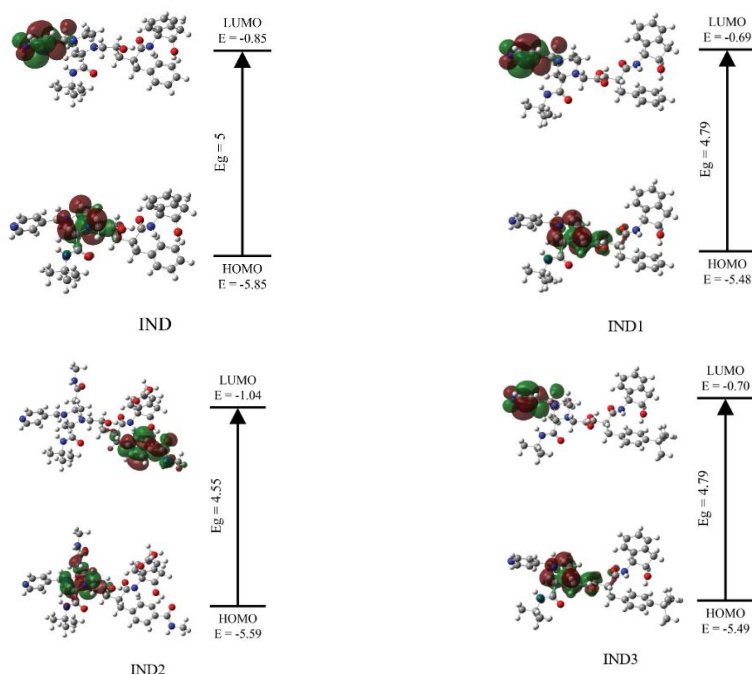 LUMO
E = -0.85
Eg = 5
HOMO
E = -5.85
IND
LUMO
E = -0.69
Eg = 4.79
HOMO
E = -5.48
IND1
LUMO
E = -1.04
Eg = 4.55
HOMO
E = -5.59
IND2
LUMO
E = -0.70
Eg = 4.79
HOMO
E = -5.49
IND3